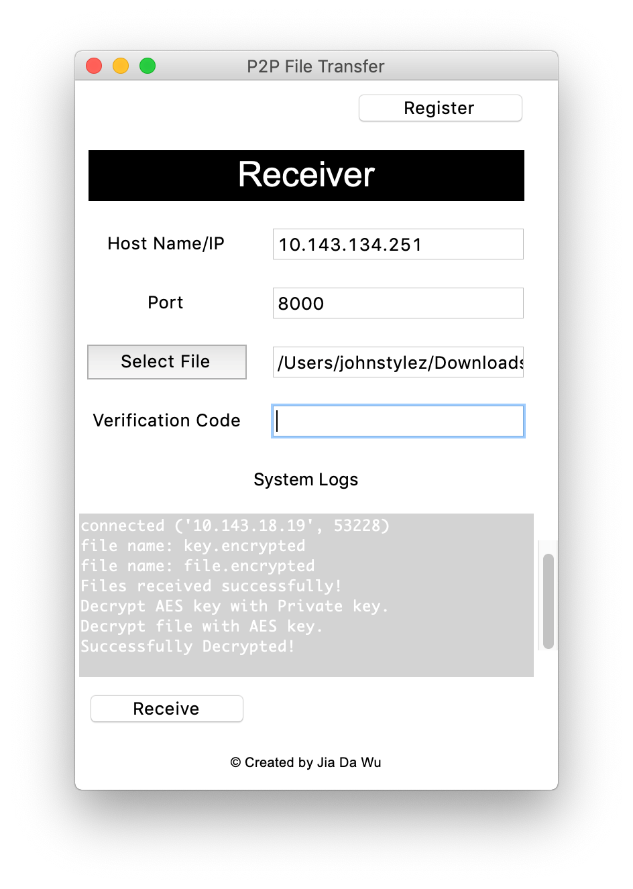 P2P File Transfer
Register
Receiver
Host Name/IP 10.143.134.251
Port 8000
Select File /Users/johnstylez/Downloads
Verification Code
System Logs
connected ('10.143.18.19', 53228)
file name: key.encrypted
file name: file.encrypted
Files received successfully!
Decrypt AES key with Private key.
Decrypt file with AES key.
Successfully Decrypted!
Receive
© Created by Jia Da Wu